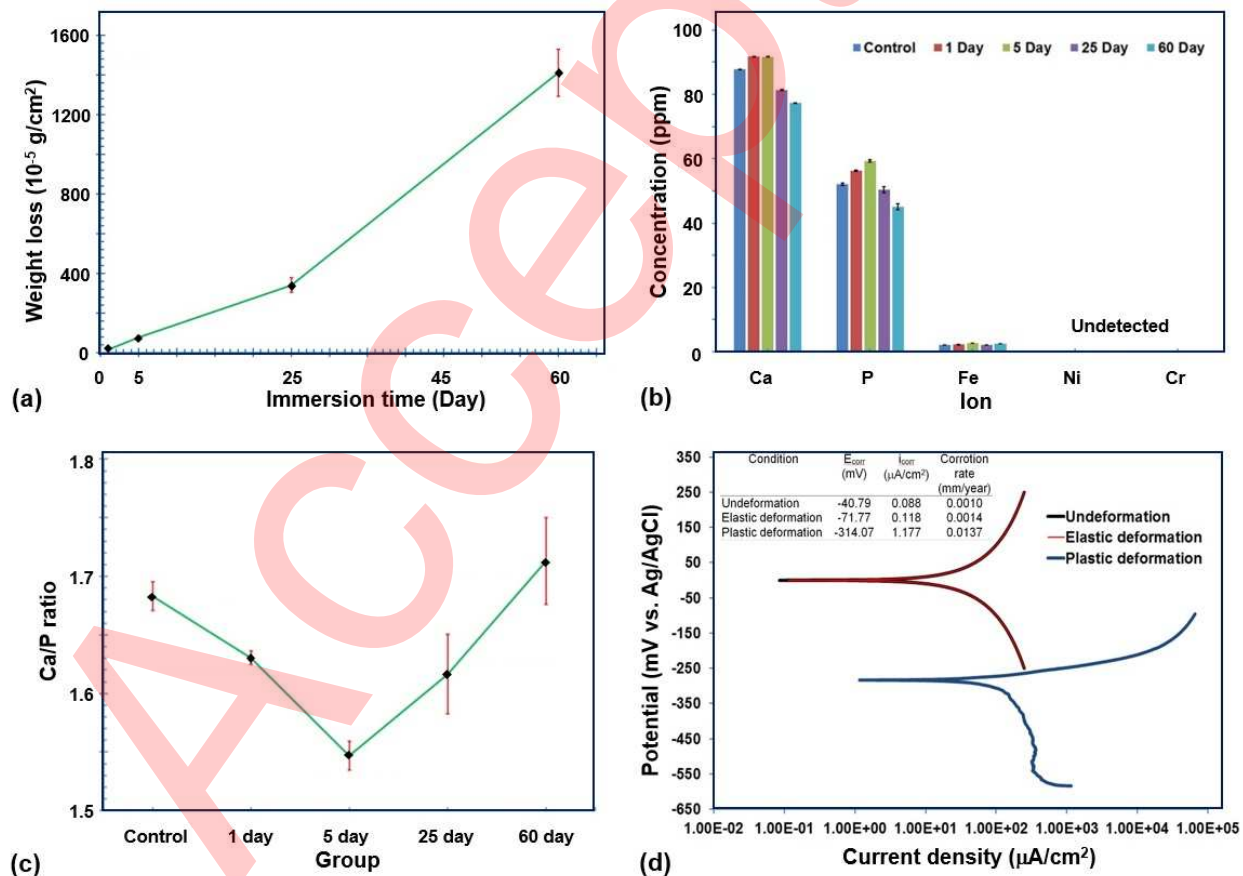 1600
1200
800
400
0
Weight loss (10⁻⁵ g/cm²)
0 5 25 45 60
Immersion time (Day)
(a)
100
80
60
40
20
0
Concentration (ppm)
Control 1 Day 5 Day 25 Day 60 Day
Undetected
Ca P Fe Ni Cr
Ion
(b)
1.8
1.7
1.6
1.5
Ca/P ratio
Control 1 day 5 day 25 day 60 day
Group
(c)
350
250
150
50
-50
-150
-250
-350
-450
-550
-650
Potential (mV vs. Ag/AgCl)
Condition Ecorr (mV) icorr (μA/cm²) Corrotion rate (mm/year)
Undeformation -40.79 0.088 0.0010
Elastic deformation -71.77 0.118 0.0014
Plastic deformation -314.07 1.177 0.0137
Undeformation
Elastic deformation
Plastic deformation
1.00E-02 1.00E-01 1.00E+00 1.00E+01 1.00E+02 1.00E+03 1.00E+04 1.00E+05
Current density (μA/cm²)
(d)